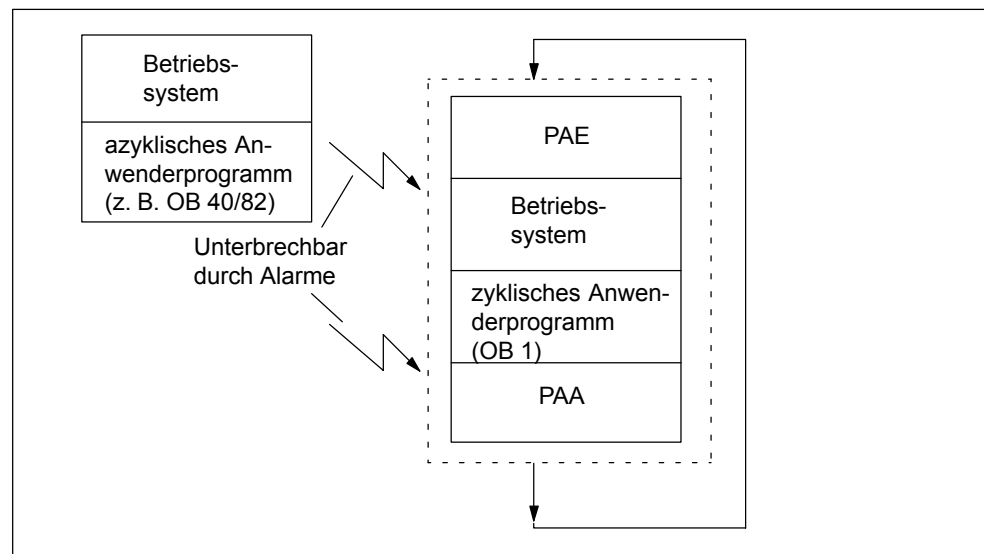 Betriebs-
system
azyklisches An-
wenderprogramm
(z. B. OB 40/82)
Unterbrechbar
durch Alarme
PAE
Betriebs-
system
zyklisches Anwen-
derprogramm
(OB 1)
PAA